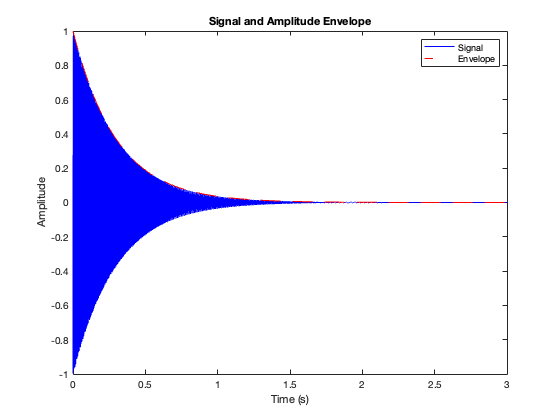 Signal and Amplitude Envelope
Signal
Envelope
1
0.8
0.6
0.4
0.2
0
-0.2
-0.4
-0.6
-0.8
-1
Amplitude
0 0.5 1 1.5 2 2.5 3
Time (s)